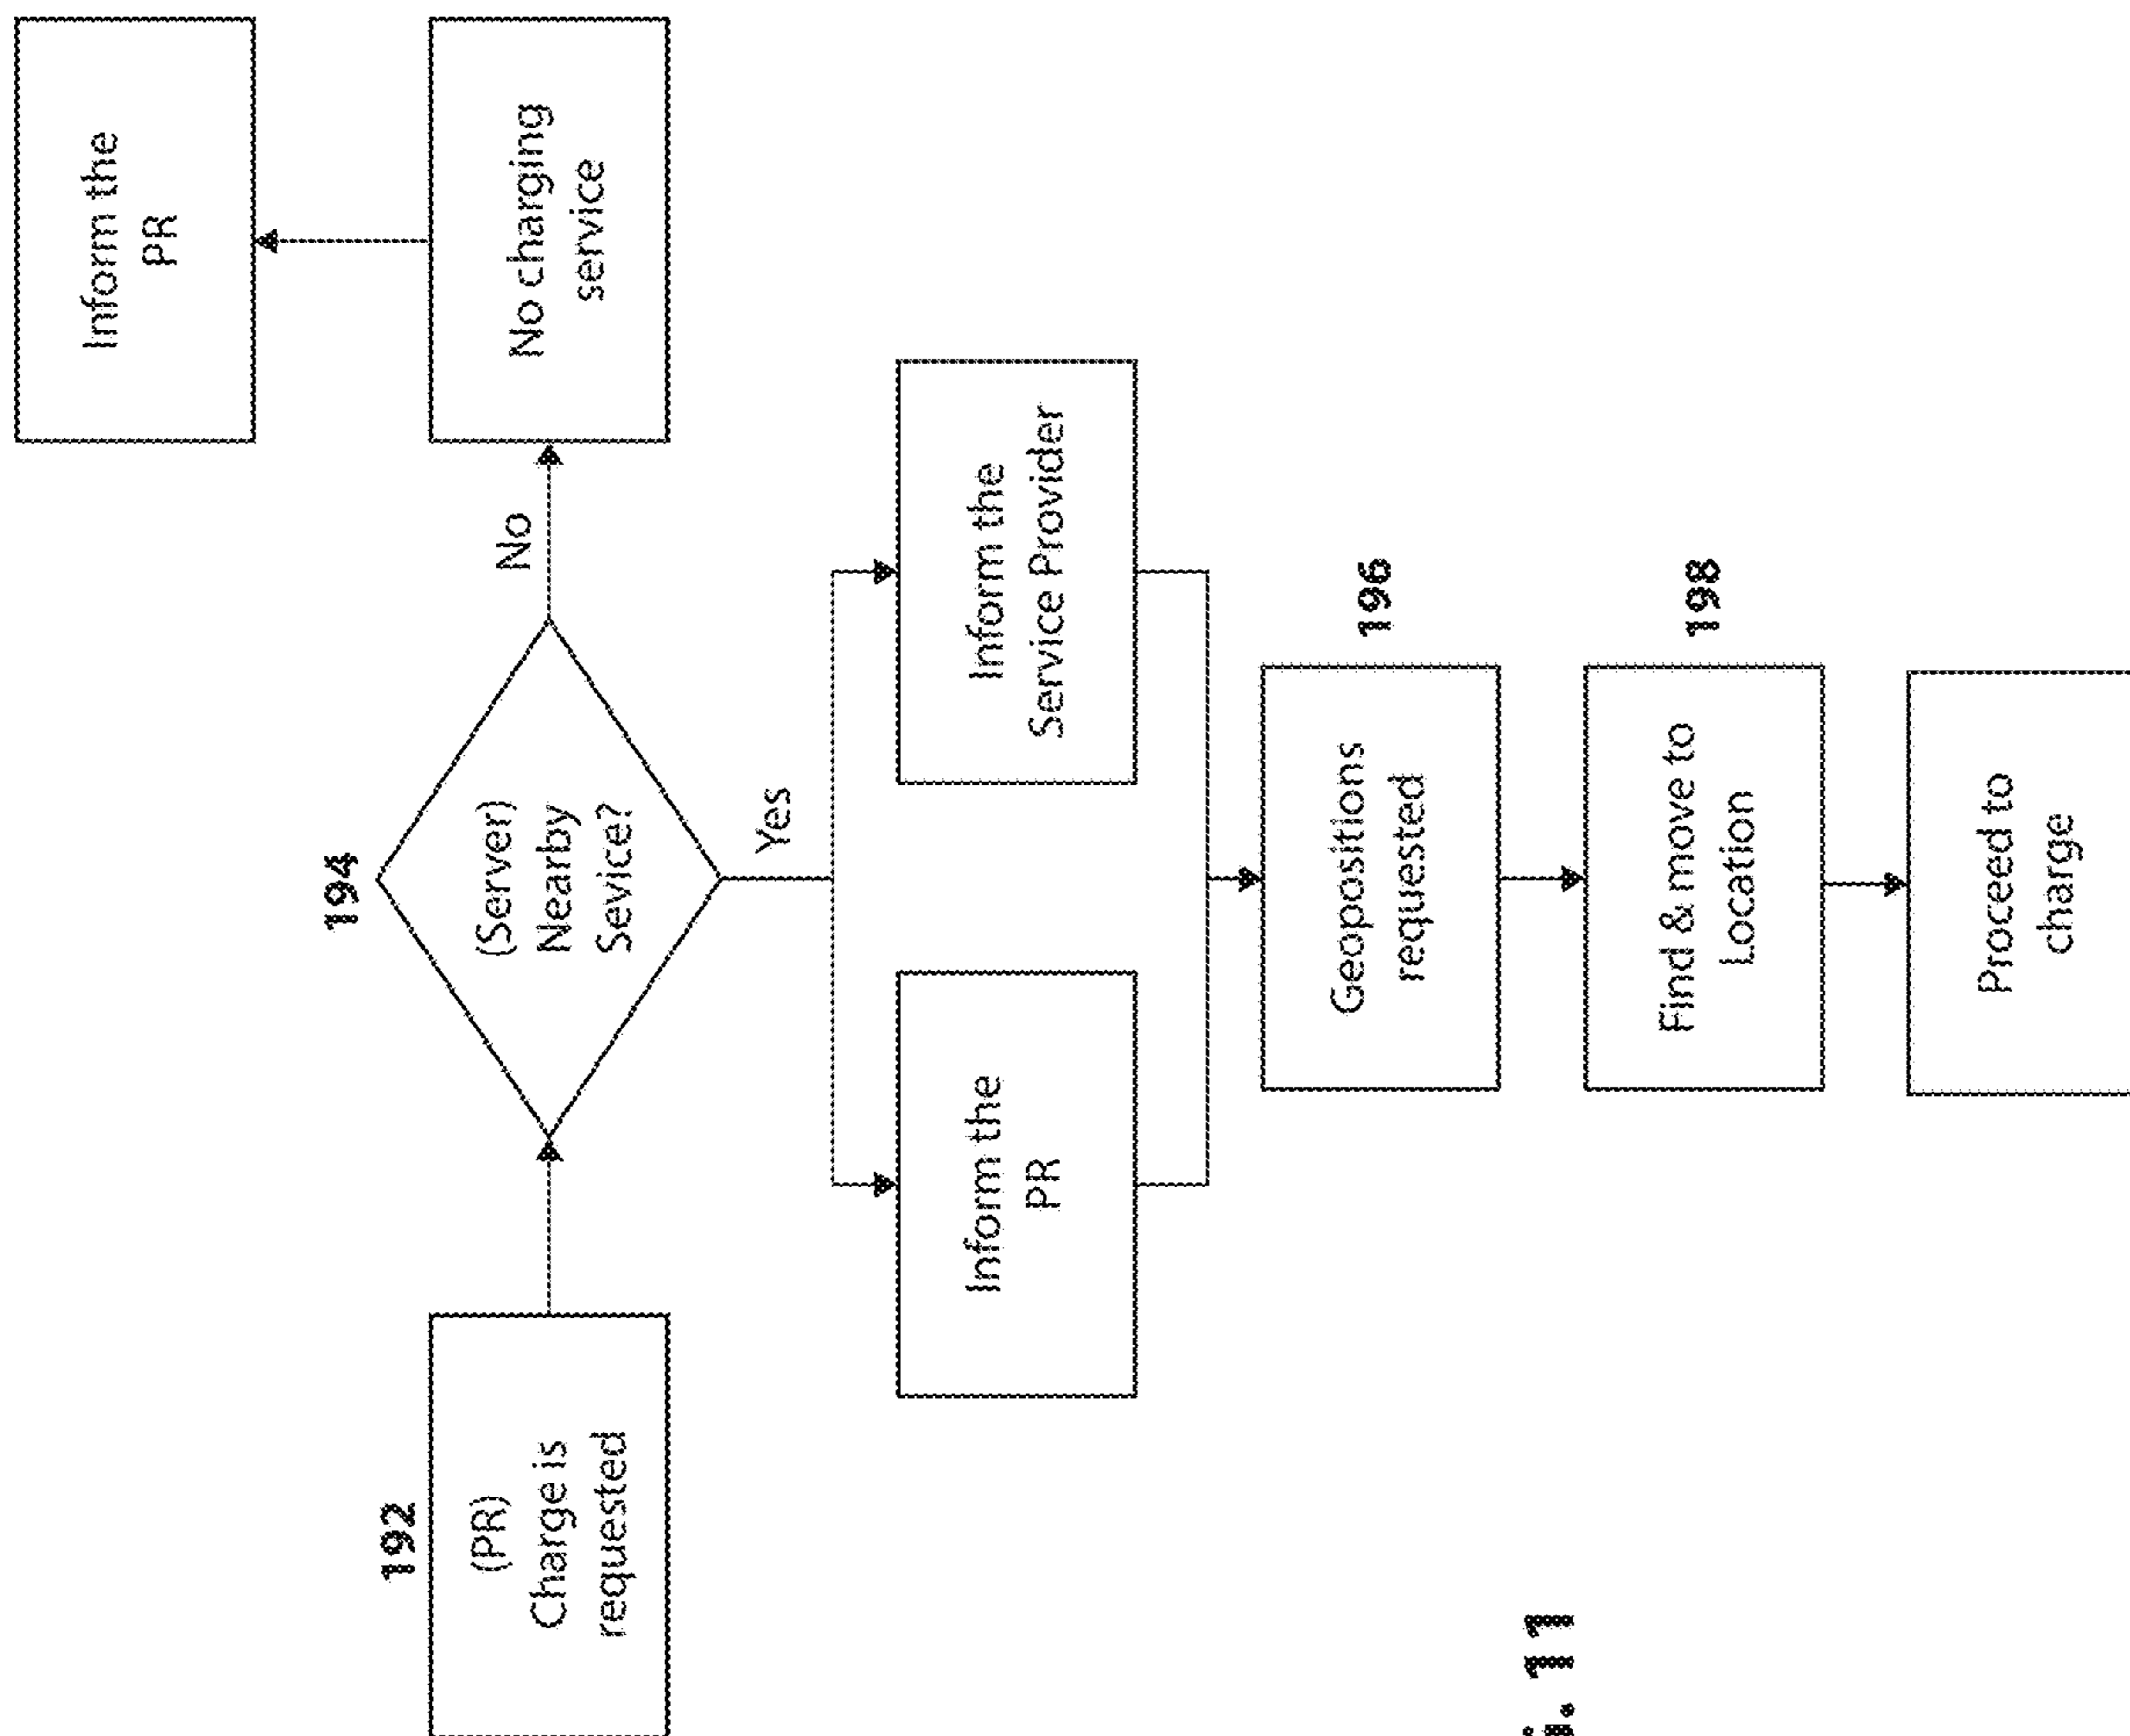 192
(PR)
Charge is
requested
194
(Server)
Nearby
Sevice?
No
No charging
service
Inform the
PR
Yes
Inform the
PR
Inform the
Service Provider
Geopositions
requested
196
Find & move to
Location
198
Proceed to
charge
11